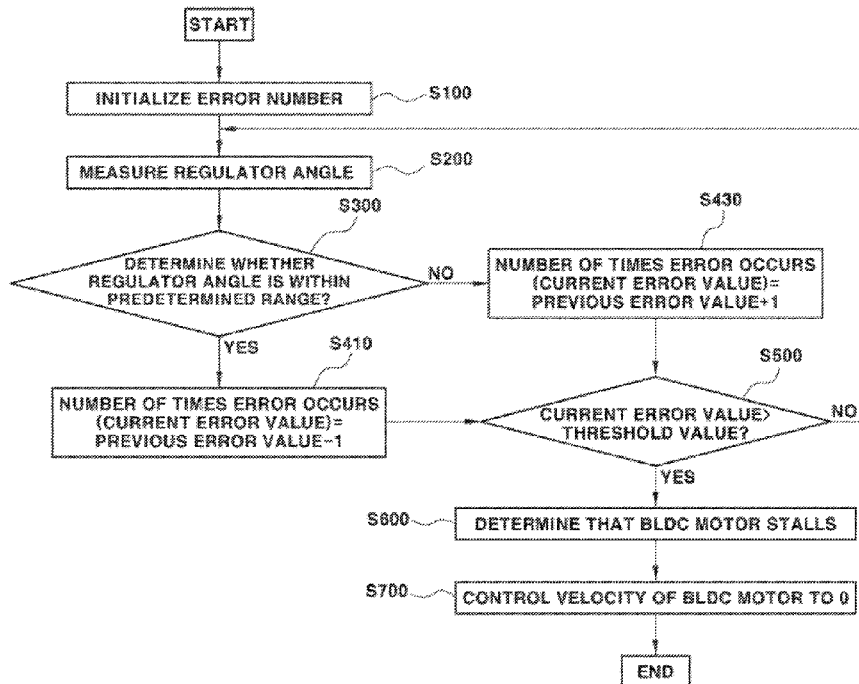 START
INITIALIZE ERROR NUMBER
S100
MEASURE REGULATOR ANGLE
S200
S300
DETERMINE WHETHER
REGULATOR ANGLE IS WITHIN
PREDETERMINED RANGE?
NO
YES
S430
NUMBER OF TIMES ERROR OCCURS
(CURRENT ERROR VALUE)=
PREVIOUS ERROR VALUE+1
S410
NUMBER OF TIMES ERROR OCCURS
(CURRENT ERROR VALUE)=
PREVIOUS ERROR VALUE-1
S500
CURRENT ERROR VALUE>
THRESHOLD VALUE?
NO
YES
S600
DETERMINE THAT BLDC MOTOR STALLS
S700
CONTROL VELOCITY OF BLDC MOTOR TO 0
END